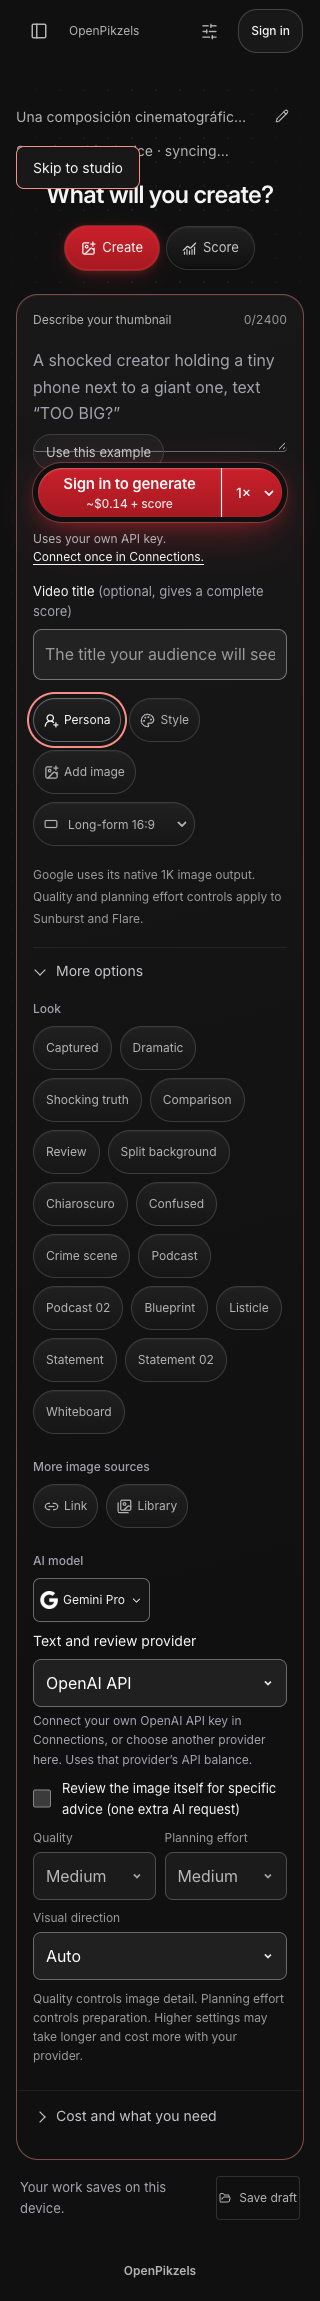 OpenPikzels
Sign in
Una composición cinematográfic...
ce · syncing...
Skip to studio
What will you create?
Create
Score
Describe your thumbnail
0/2400
A shocked creator holding a tiny
phone next to a giant one, text
“TOO BIG?”
Use this example
Sign in to generate
~$0.14 + score
1×
Uses your own API key.
Connect once in Connections.
Video title (optional, gives a complete
score)
The title your audience will see
Persona
Style
Add image
Long-form 16:9
Google uses its native 1K image output.
Quality and planning effort controls apply to
Sunburst and Flare.
More options
Look
Captured
Dramatic
Shocking truth
Comparison
Review
Split background
Chiaroscuro
Confused
Crime scene
Podcast
Podcast 02
Blueprint
Listicle
Statement
Statement 02
Whiteboard
More image sources
Link
Library
AI model
Gemini Pro
Text and review provider
OpenAI API
Connect your own OpenAI API key in
Connections, or choose another provider
here. Uses that provider’s API balance.
Review the image itself for specific
advice (one extra AI request)
Quality
Planning effort
Medium
Medium
Visual direction
Auto
Quality controls image detail. Planning effort
controls preparation. Higher settings may
take longer and cost more with your
provider.
Cost and what you need
Your work saves on this
device.
Save draft
OpenPikzels